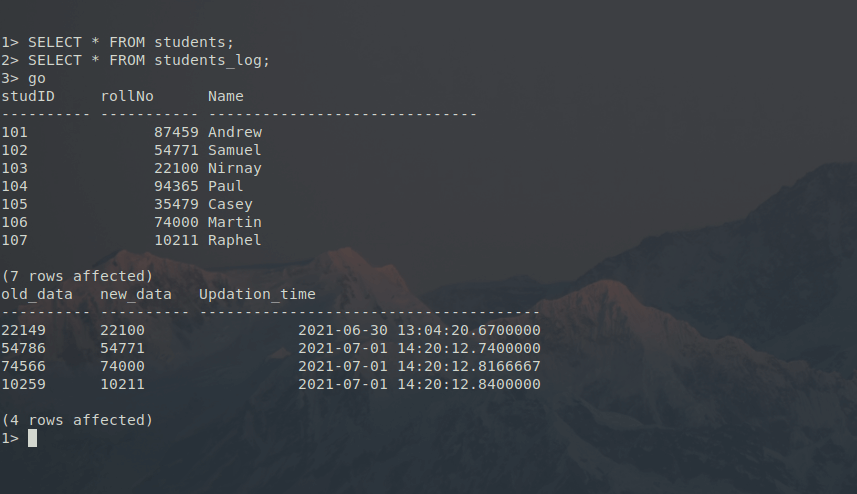 1> SELECT * FROM students;
2> SELECT * FROM students_log;
3> go
studID     rollNo      Name
---------- ----------- ------------------------------
101              87459 Andrew
102              54771 Samuel
103              22100 Nirnay
104              94365 Paul
105              35479 Casey
106              74000 Martin
107              10211 Raphel

(7 rows affected)
old_data   new_data   Updation_time
---------- ---------- --------------------------------------
22149      22100                 2021-06-30 13:04:20.6700000
54786      54771                 2021-07-01 14:20:12.7400000
74566      74000                 2021-07-01 14:20:12.8166667
10259      10211                 2021-07-01 14:20:12.8400000

(4 rows affected)
1>